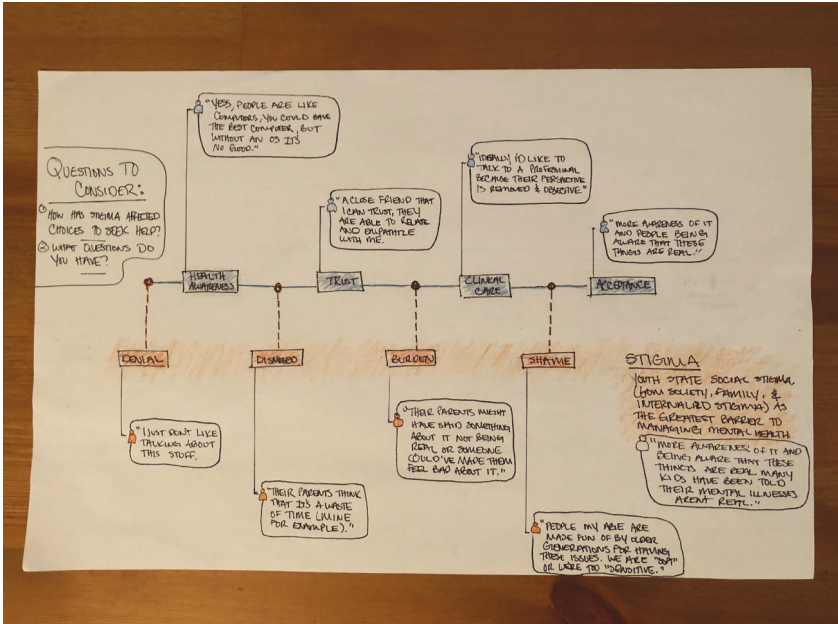 QUESTIONS TO
CONSIDER:
① HOW HAS STIGMA AFFECTED
CHOICES TO SEEK HELP?
② WHAT QUESTIONS DO
YOU HAVE?
"YES, PEOPLE ARE LIKE
COMPUTERS, YOU COULD HAVE
THE BEST COMPUTER, BUT
WITHOUT AN OS IT'S
NO GOOD."
"A CLOSE FRIEND THAT
I CAN TRUST, THEY
ARE ABLE TO RELATE
AND EMPATHIZE
WITH ME.
"IDEALLY I'D LIKE TO
TALK TO A PROFESSIONAL
BECAUSE THEIR PERSPECTIVE
IS REMOVED & OBJECTIVE"
"MORE AWARENESS OF IT
AND PEOPLE BEING
AWARE THAT THESE
THINGS ARE REAL."
HEALTH
AWARENESS
TRUST
CLINICAL
CARE
ACCEPTANCE
DENIAL
DISMISSED
BURDEN
SHAME
"I JUST DON'T LIKE
TALKING ABOUT
THIS STUFF.
"THEIR PARENTS THINK
THAT IT'S A WASTE
OF TIME (MINE
FOR EXAMPLE)."
"THEIR PARENTS MIGHT
HAVE SAID SOMETHING
ABOUT IT NOT BEING
REAL OR SOMEONE
COULD'VE MADE THEM
FEEL BAD ABOUT IT."
"PEOPLE MY AGE ARE
MADE FUN OF BY OLDER
GENERATIONS FOR HAVING
THESE ISSUES. WE ARE "SOFT"
OR WE'RE TOO "SENSITIVE."
STIGMA
YOUTH STATE SOCIAL STIGMA
(FROM SOCIETY, FAMILY, &
INTERNALIZED STIGMA) AS
THE GREATEST BARRIER TO
MANAGING MENTAL HEALTH
"MORE AWARENESS OF IT AND
BEING AWARE THAT THESE
THINGS ARE REAL. MANY
KIDS HAVE BEEN TOLD
THEIR MENTAL ILLNESSES
ARENT REAL."